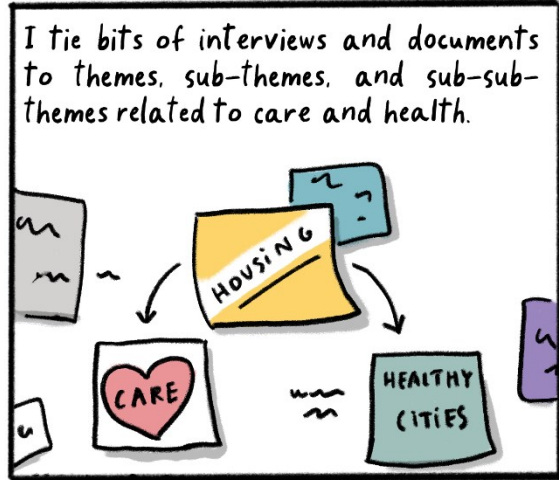 I tie bits of interviews and documents
to themes, sub-themes, and sub-sub-
themes related to care and health.
HOUSING
CARE
HEALTHY
CITIES